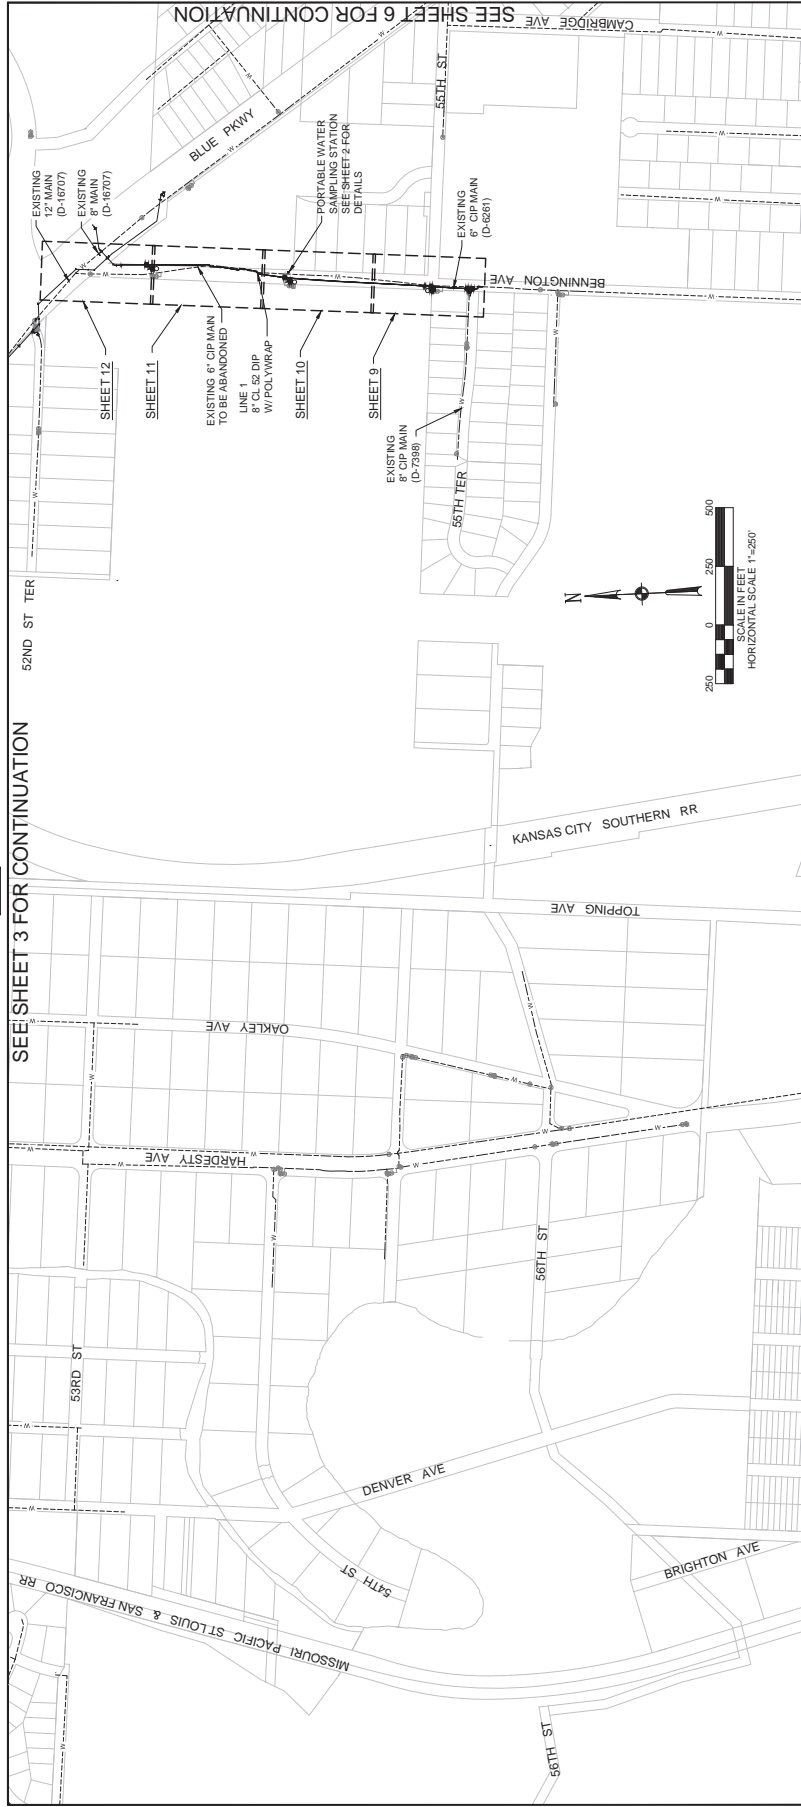 SEE SHEET 3 FOR CONTINUATION
SEE SHEET 6 FOR CONTINUATION
52ND ST TER
BLUE PKWY
CAMBRIDGE AVE
55TH ST
BENNINGTON AVE
EXISTING
12" MAIN
(D-16707)
EXISTING
8" MAIN
(D-16707)
PORTABLE WATER
SAMPLING STATION
SEE SHEET 2 FOR
DETAILS
EXISTING
6" CIP MAIN
(D-6261)
SHEET 12
SHEET 11
EXISTING 6" CIP MAIN
TO BE ABANDONED
LINE 1
8" CL 52 DIP
W/ POLYWRAP
SHEET 10
SHEET 9
EXISTING
8" CIP MAIN
(D-7398)
55TH TER
N
250 0 250 500
SCALE IN FEET
HORIZONTAL SCALE 1"=250'
KANSAS CITY SOUTHERN RR
TOPPING AVE
OAKLEY AVE
HARDESTY AVE
53RD ST
56TH ST
DENVER AVE
54TH ST
BRIGHTON AVE
MISSOURI PACIFIC ST LOUIS & SAN FRANCISCO RR
56TH ST